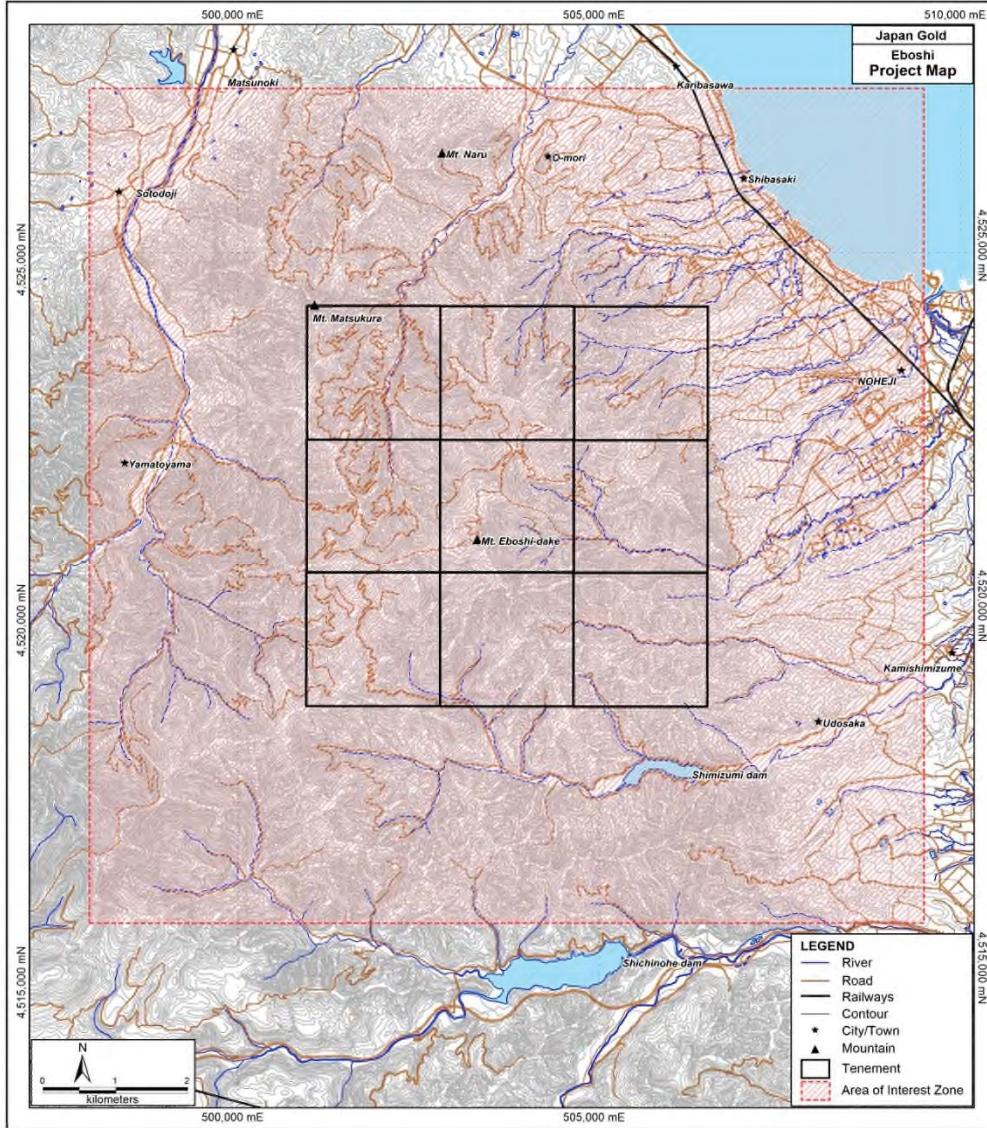 500,000 mE
505,000 mE
510,000 mE
Japan Gold
Eboshi
Project Map
Matsunoki
Karibasawa
Mt. Naru
O-mori
Sotodoji
Shibasaki
4,525,000 mN
4,525,000 mN
Mt. Matsukura
NOHEJI
Yamatoyama
Mt. Eboshi-dake
4,520,000 mN
4,520,000 mN
Kamishimizume
Udosaka
Shimizumi dam
Shichinohe dam
4,515,000 mN
4,515,000 mN
LEGEND
River
Road
Railways
Contour
City/Town
Mountain
Tenement
Area of Interest Zone
N
0 1 2
kilometers
500,000 mE
505,000 mE